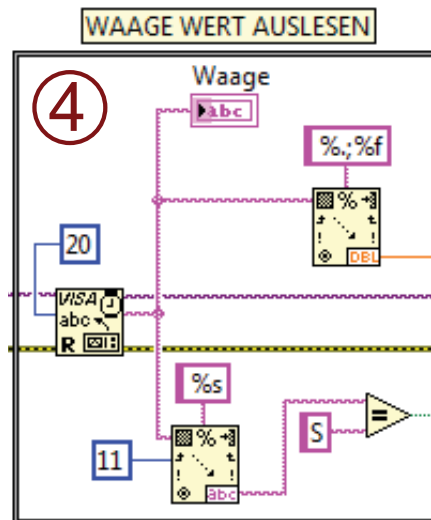 WAAGE WERT AUSLESEN
4
Waage
abc
%.;%f
%
!
!
DBL
20
VISA
abc
R
%s
%
!
!
abc
11
S
=